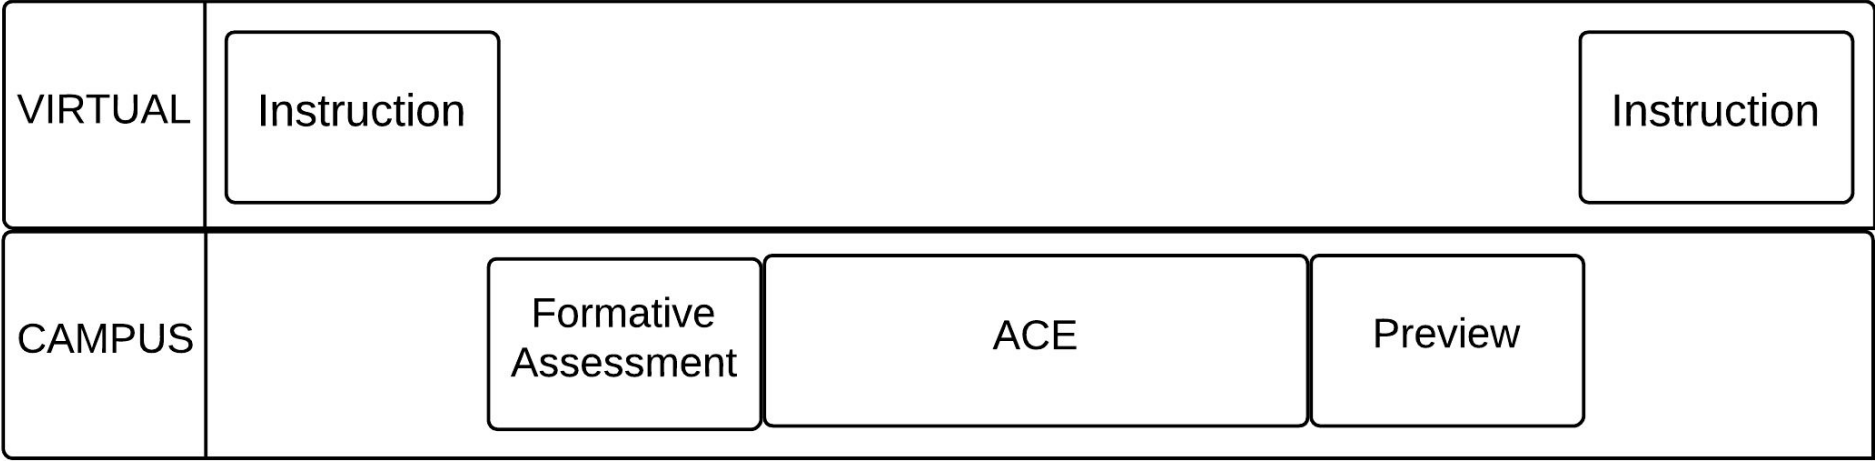 VIRTUAL
Instruction
Instruction
CAMPUS
Formative
Assessment
ACE
Preview